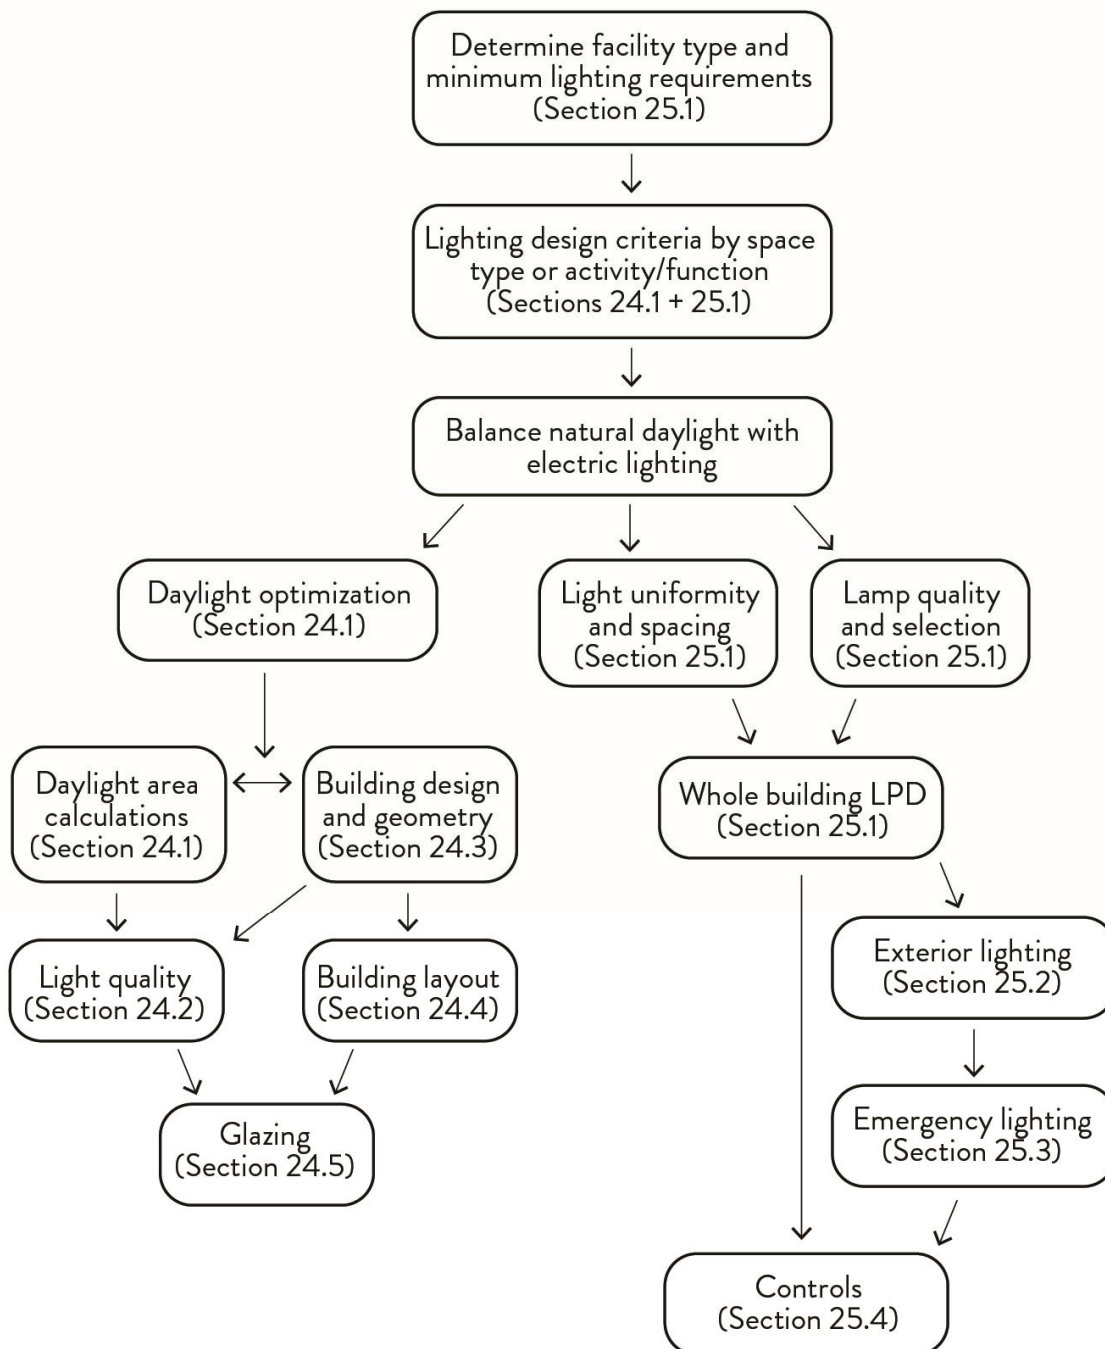 Determine facility type and
minimum lighting requirements
(Section 25.1)
Lighting design criteria by space
type or activity/function
(Sections 24.1 + 25.1)
Balance natural daylight with
electric lighting
Daylight optimization
(Section 24.1)
Light uniformity
and spacing
(Section 25.1)
Lamp quality
and selection
(Section 25.1)
Daylight area
calculations
(Section 24.1)
Building design
and geometry
(Section 24.3)
Whole building LPD
(Section 25.1)
Light quality
(Section 24.2)
Building layout
(Section 24.4)
Exterior lighting
(Section 25.2)
Glazing
(Section 24.5)
Emergency lighting
(Section 25.3)
Controls
(Section 25.4)